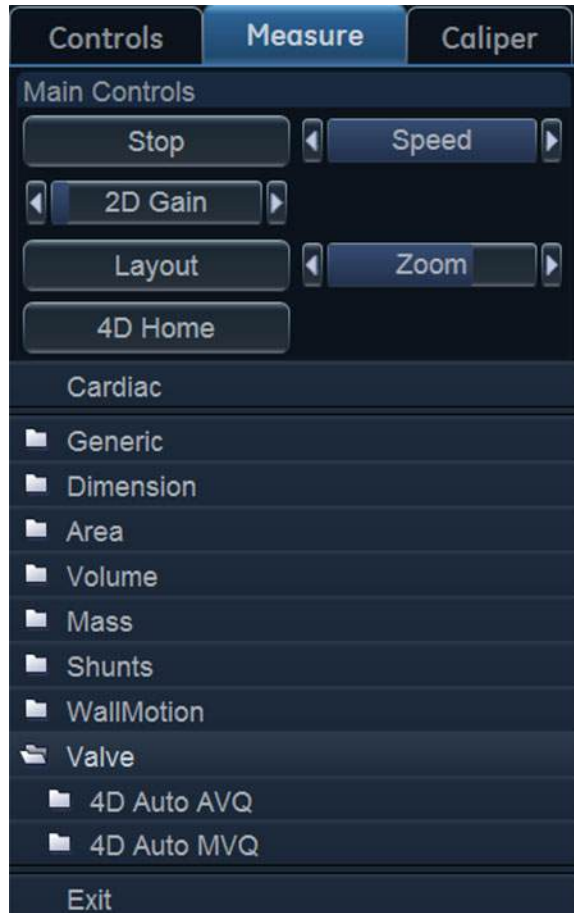 Controls Measure Caliper
Main Controls
Stop Speed
2D Gain
Layout Zoom
4D Home
Cardiac
Generic
Dimension
Area
Volume
Mass
Shunts
WallMotion
Valve
4D Auto AVQ
4D Auto MVQ
Exit